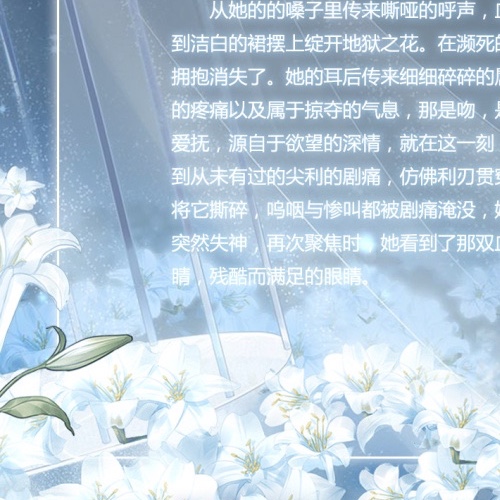 从她的的嗓子里传来嘶哑的呼声，
到洁白的裙摆上绽开地狱之花。在濒死的
拥抱消失了。她的耳后传来细细碎碎的
的疼痛以及属于掠夺的气息，那是吻，
爱抚，源自于欲望的深情，就在这一刻
到从未有过的尖利的剧痛，仿佛利刃贯
将它撕碎，呜咽与惨叫都被剧痛淹没，
突然失神，再次聚焦时，她看到了那双
睛，残酷而满足的眼睛。